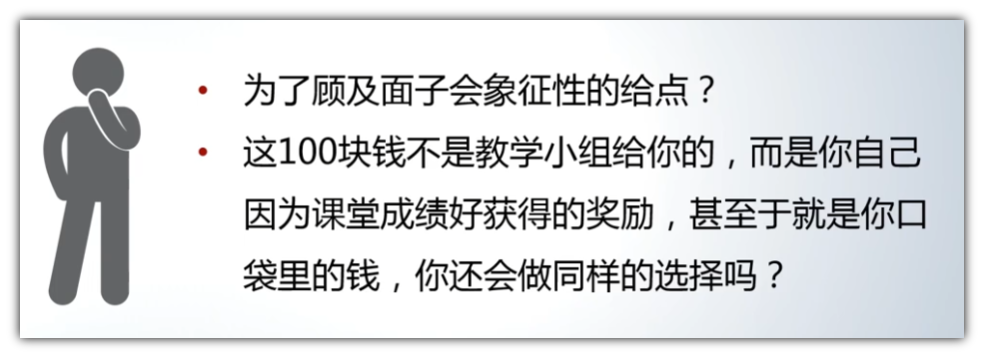 • 为了顾及面子会象征性的给点？
• 这100块钱不是教学小组给你的，而是你自己
因为课堂成绩好获得的奖励，甚至于就是你口
袋里的钱，你还会做同样的选择吗？